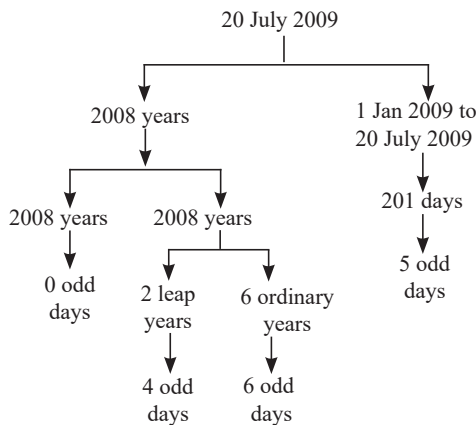 20 July 2009
2008 years
1 Jan 2009 to
20 July 2009
2008 years
2008 years
201 days
0 odd
days
2 leap
years
6 ordinary
years
5 odd
days
4 odd
days
6 odd
days